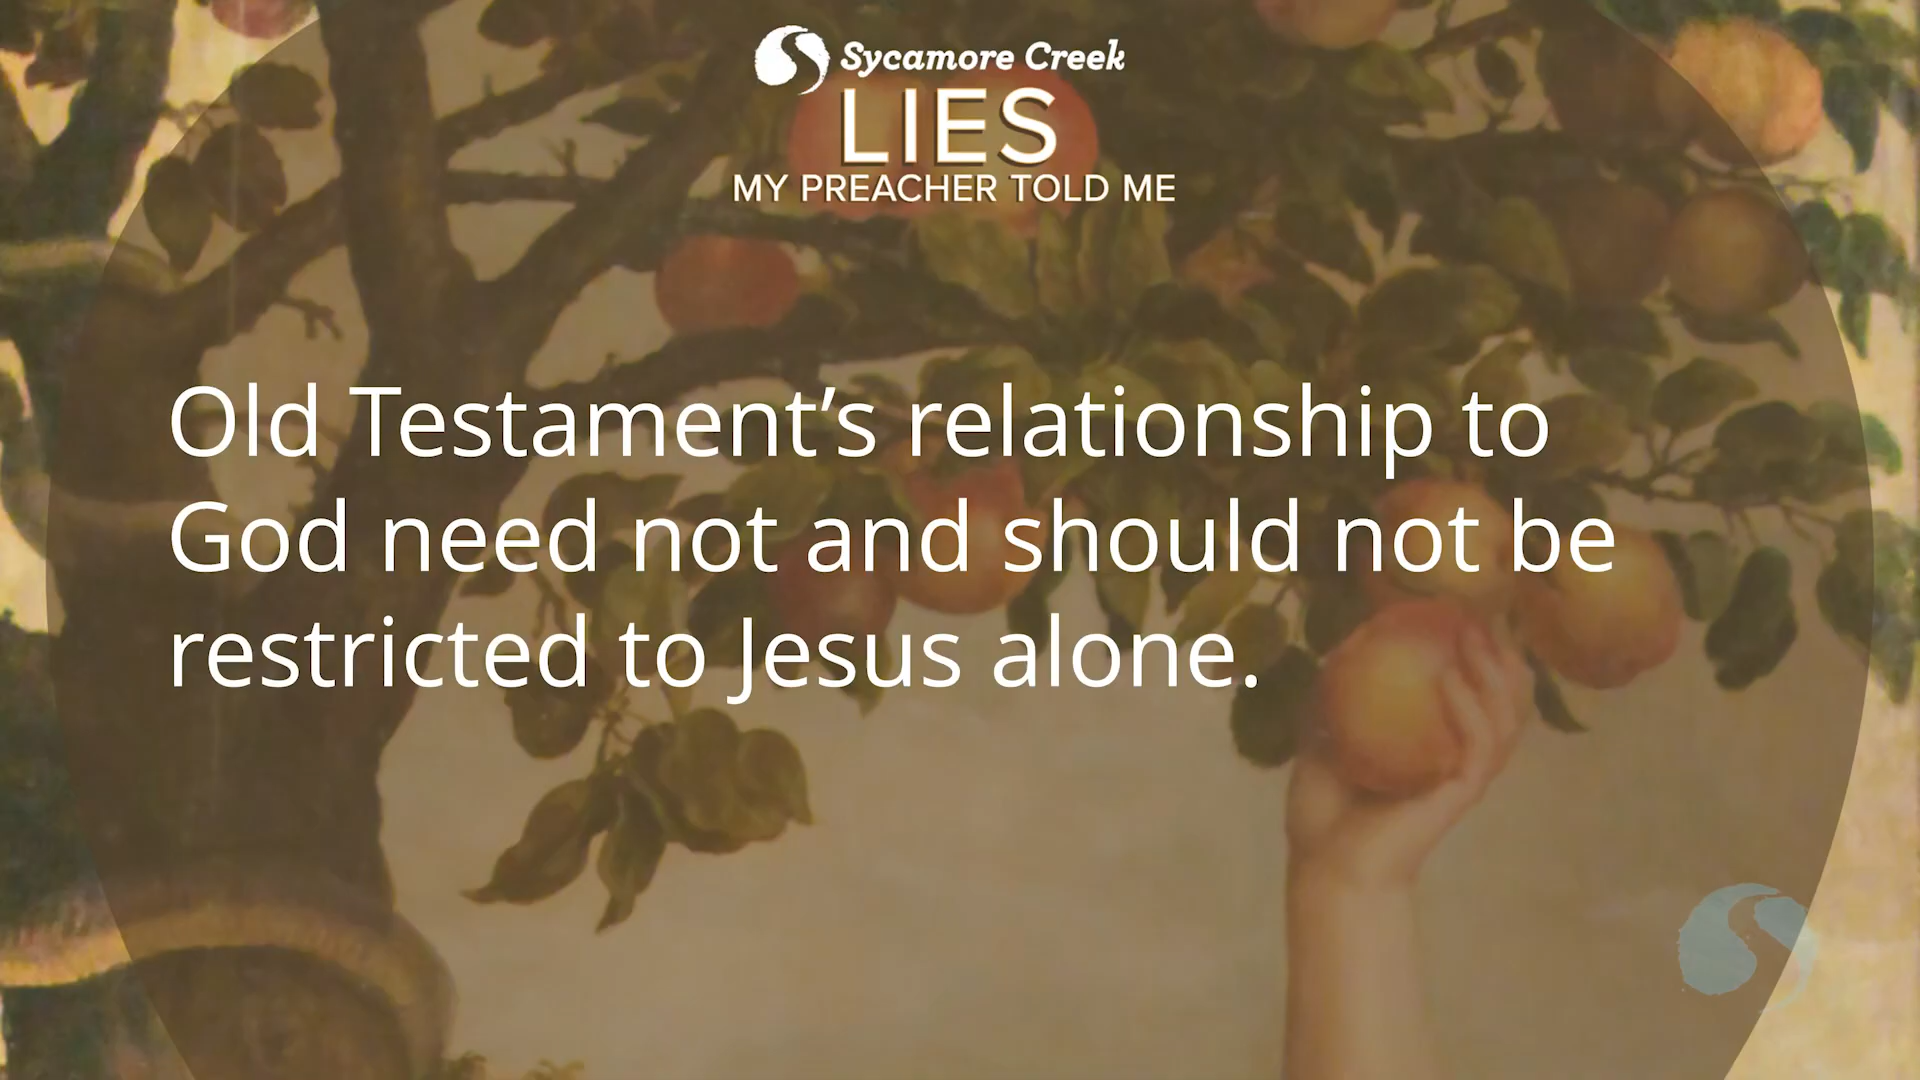 Sycamore Creek
LIES
MY PREACHER TOLD ME
Old Testament’s relationship to
God need not and should not be
restricted to Jesus alone.